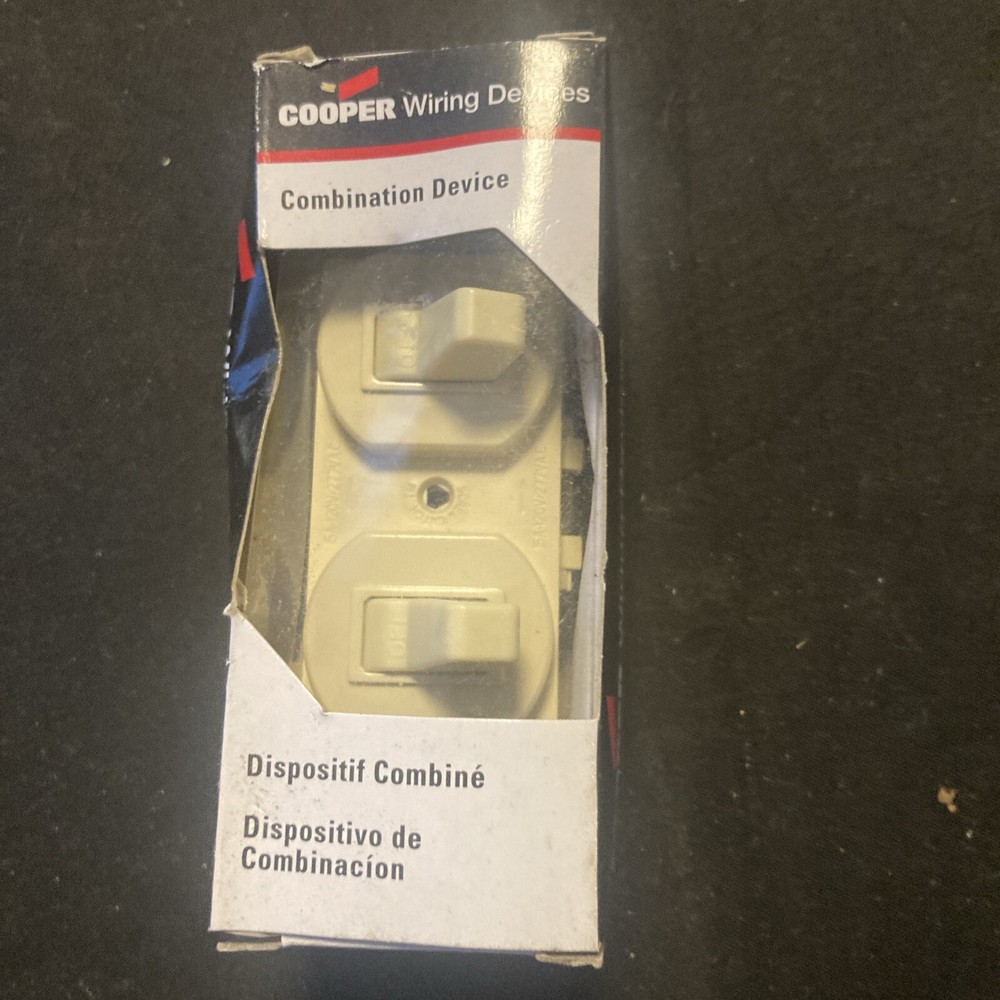 COOPER Wiring Devices
Combination Device
Dispositif Combiné
Dispositivo de
Combinacíon